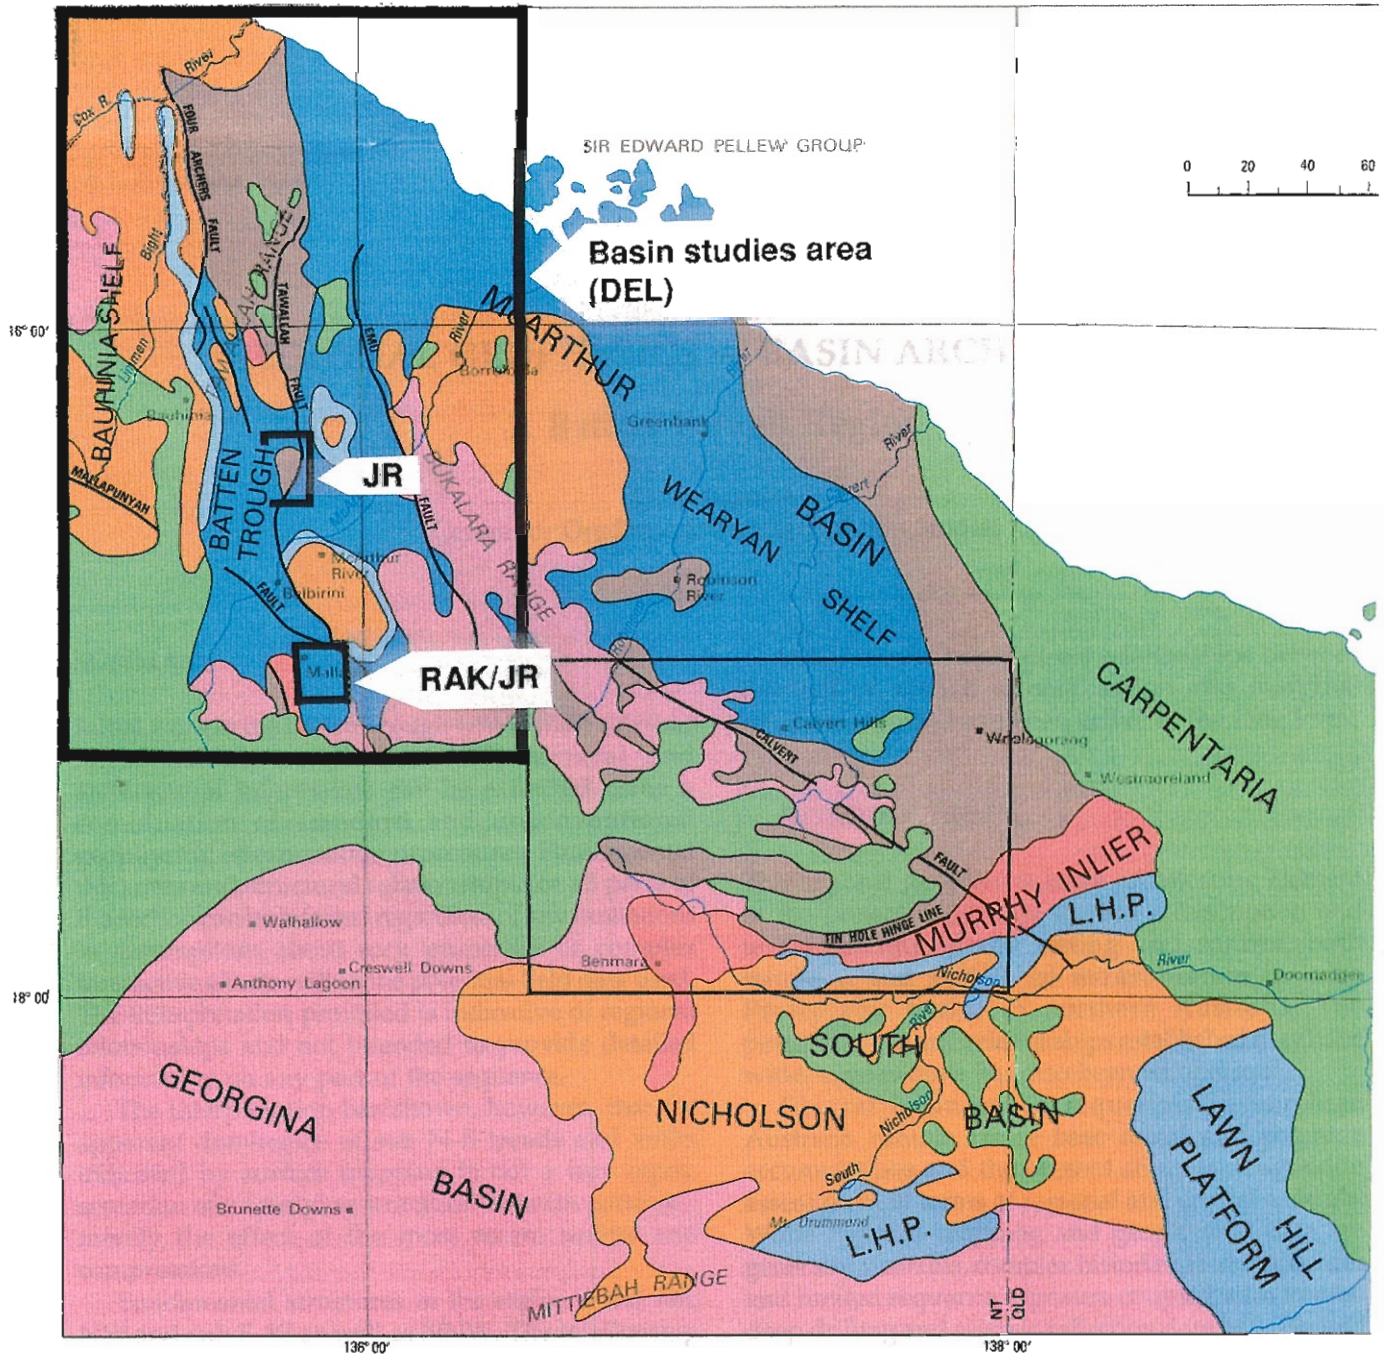 SIR EDWARD PELLEW GROUP
0 20 40 60
River
Cox R.
FOUR ARCHERS FAULT
Basin studies area
(DEL)
BAUHINIA SHELF
Bight
Limmen
TAWALLAH
FAULT
EMU
FAULT
16° 00'
McARTHUR
River
Borroloola
BASIN ARCH
Bauhinia
Greenbank
River
River
Calvert
MALLAPUNYAH
BATTEN
TROUGH
JR
BUKALARA RANGE
WEARYAN
BASIN
SHELF
McArthur
River
Balbirini
FAULT
Robinson
River
RAK/JR
CARPENTARIA
Calvert Hills
CALVERT
Wollogorang
Westmoreland
FAULT
MURPHY INLIER
L.H.P.
TIN HOLE HINGE LINE
Walhallow
Creswell Downs
Anthony Lagoon
Benmara
Nicholson
River
River
Doomadgee
18° 00'
SOUTH
NICHOLSON
BASIN
Nicholson
South
GEORGINA
BASIN
Brunette Downs
Mt. Drummond
L.H.P.
LAWN HILL
PLATFORM
MITTIEBAH RANGE
NT
QLD
136° 00'
138° 00'